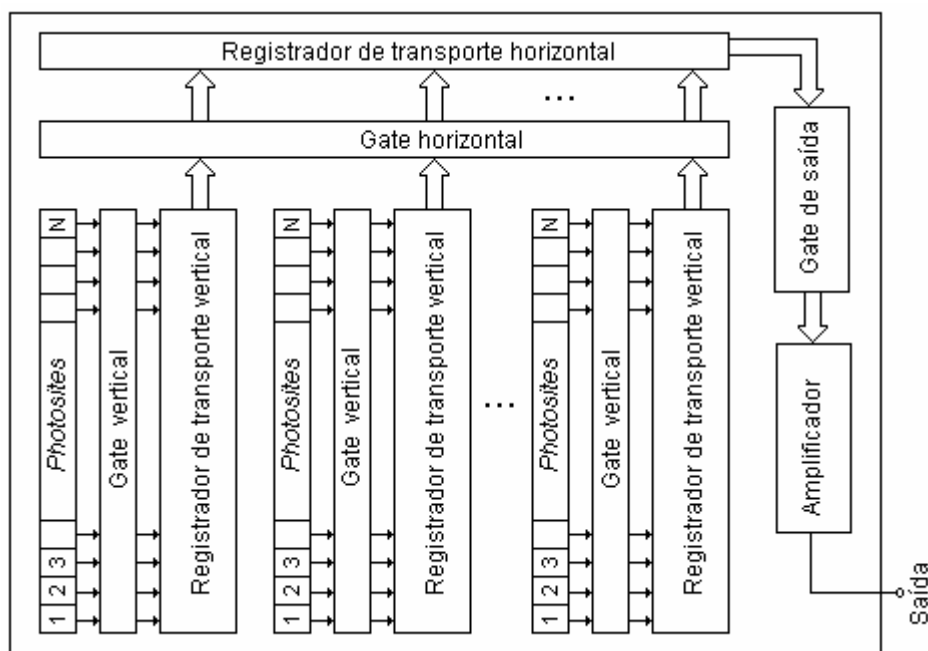 Registrador de transporte horizontal
...
Gate horizontal
Gate de saída
Amplificador
Saída
N
Photosites
3
2
1
Gate vertical
Registrador de transporte vertical
N
Photosites
3
2
1
Gate vertical
Registrador de transporte vertical
...
N
Photosites
3
2
1
Gate vertical
Registrador de transporte vertical